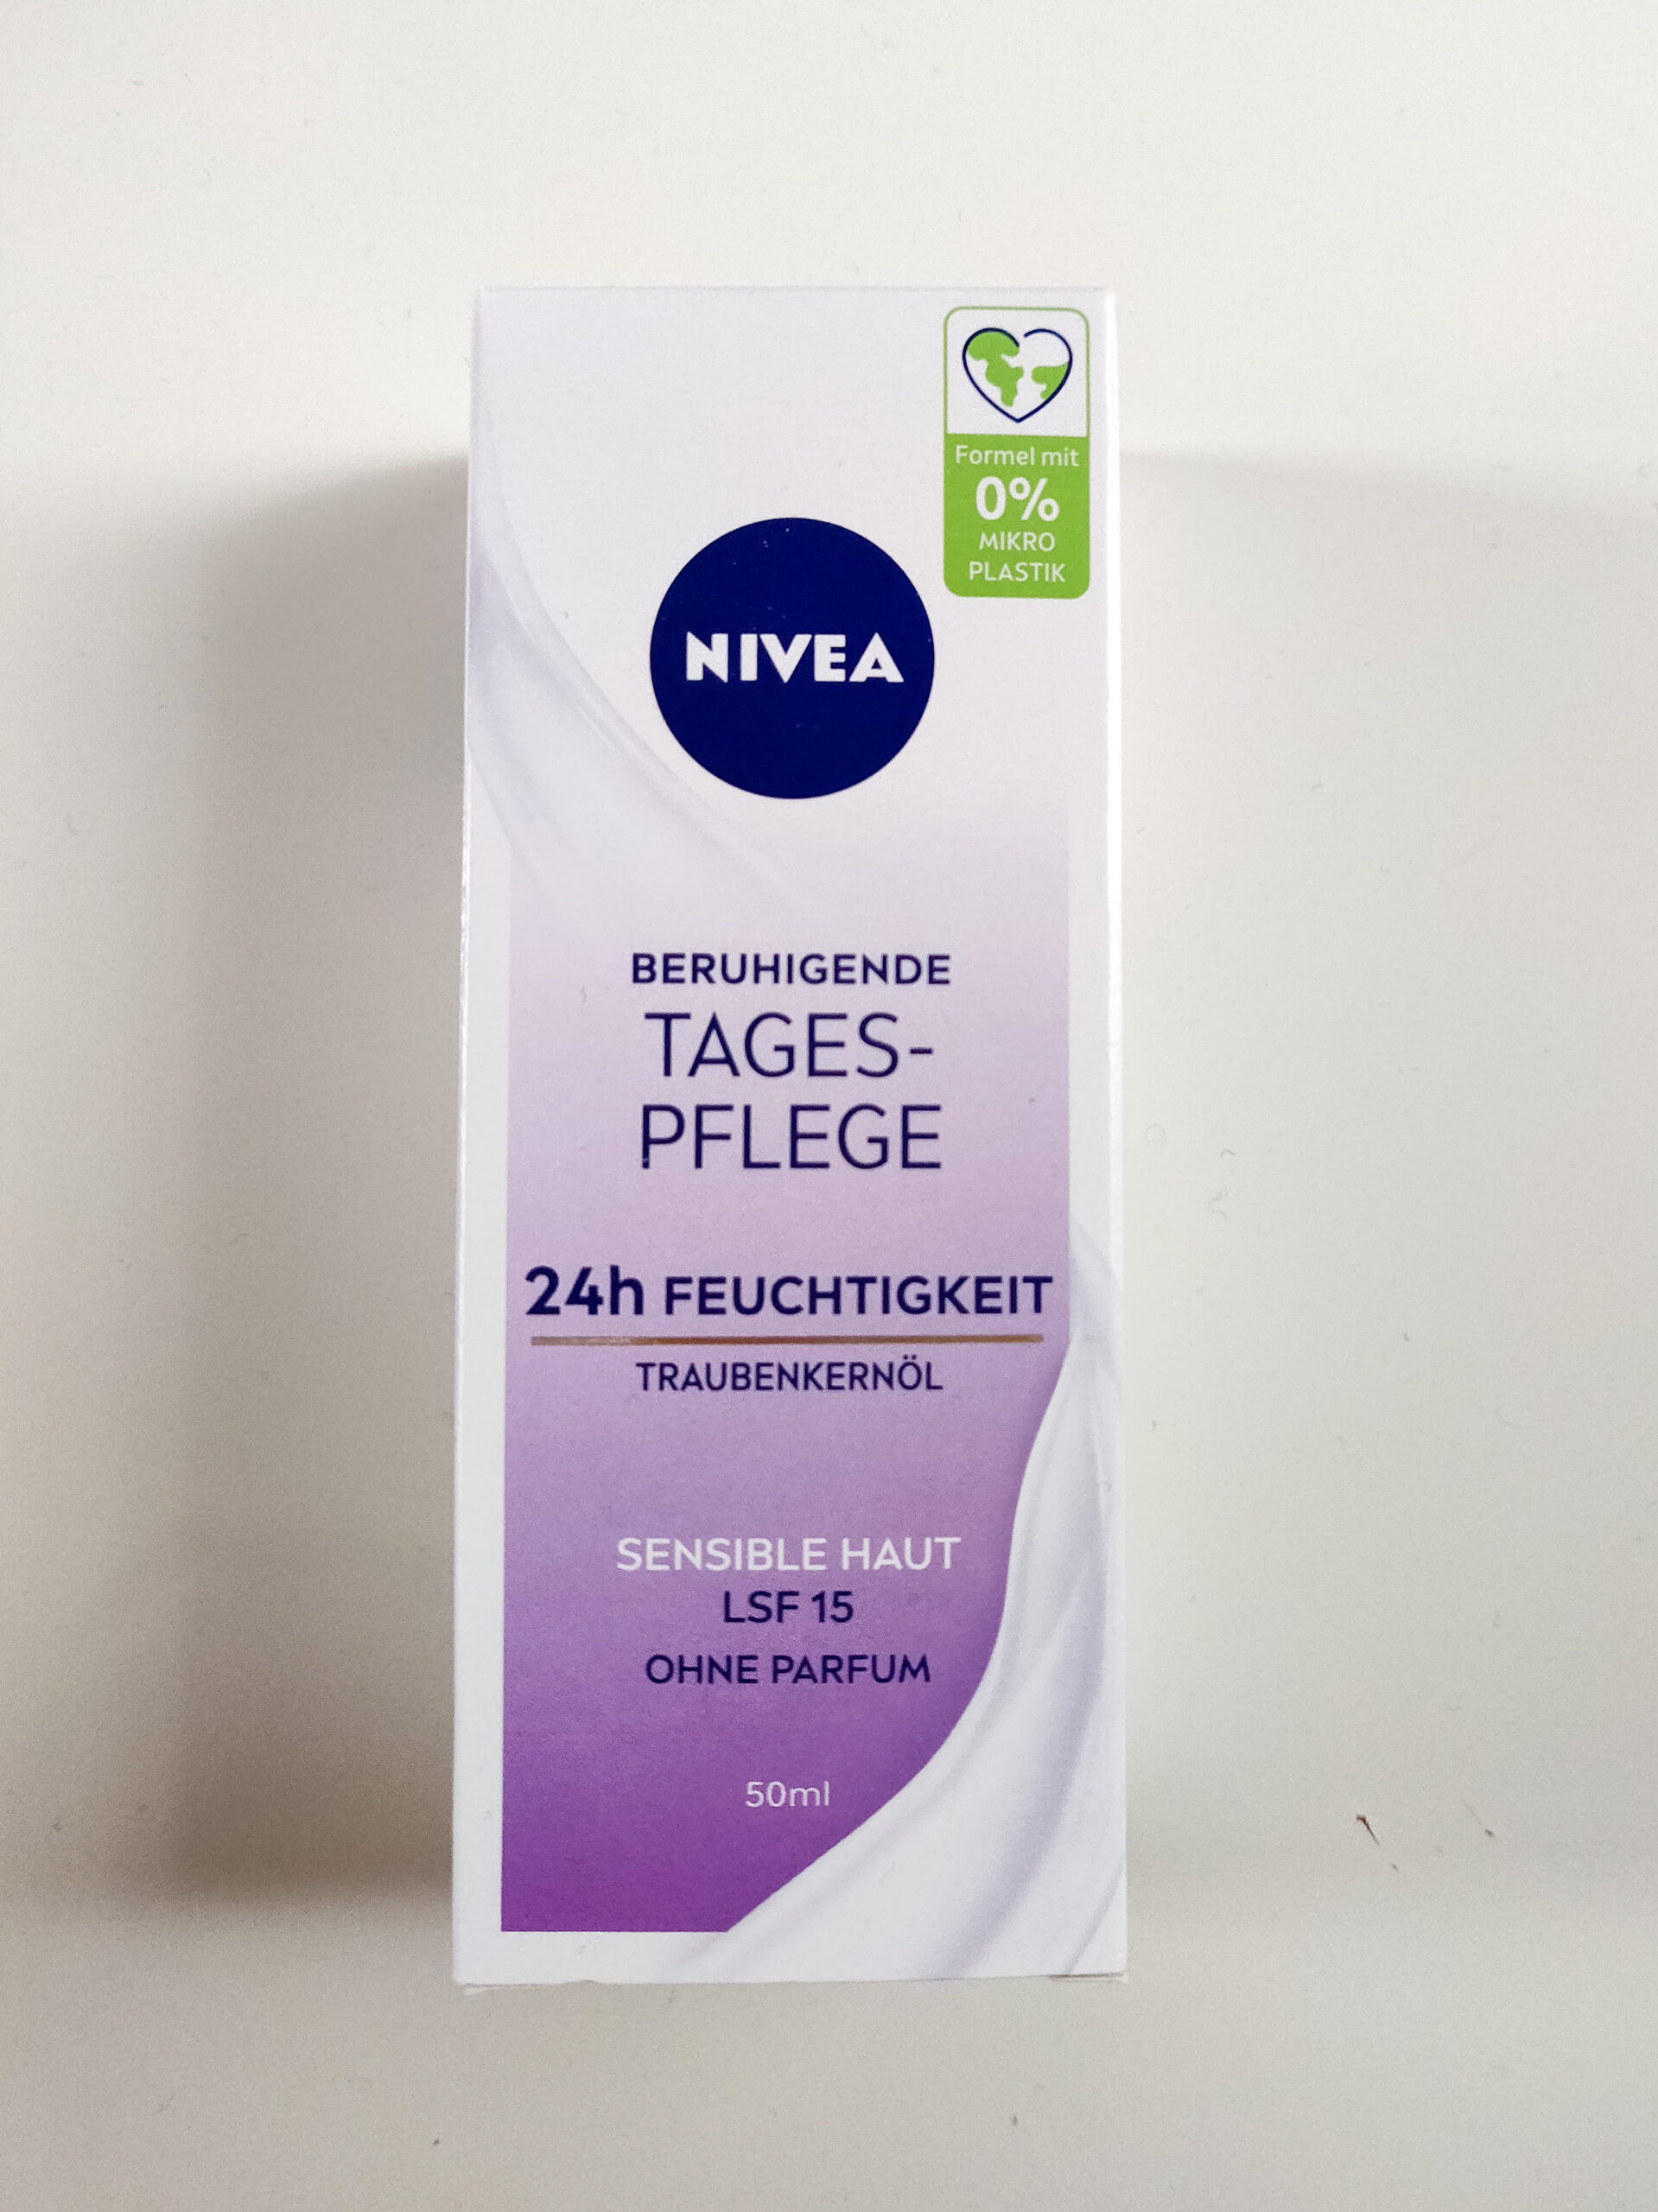 Formel mit
0%
MIKRO
PLASTIK
NIVEA
BERUHIGENDE
TAGES-
PFLEGE
24h FEUCHTIGKEIT
TRAUBENKERNÖL
SENSIBLE HAUT
LSF 15
OHNE PARFUM
50ml